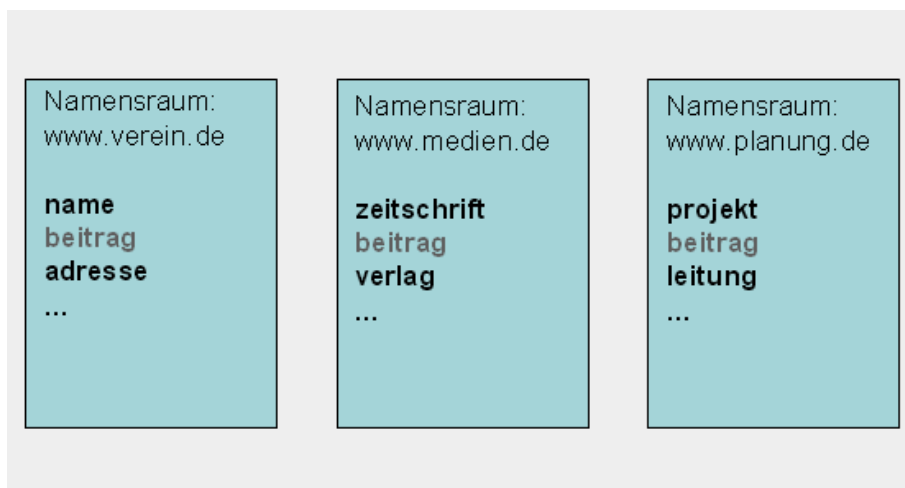 Namensraum:
www.verein.de
name
beitrag
adresse
...
Namensraum:
www.medien.de
zeitschrift
beitrag
verlag
...
Namensraum:
www.planung.de
projekt
beitrag
leitung
...